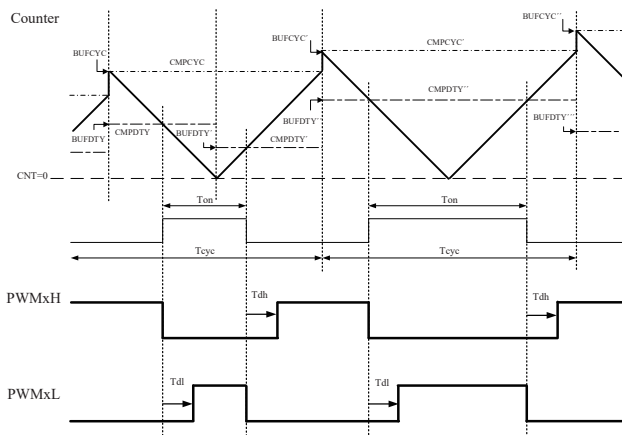 Counter
BUFCYC``
BUFCYC`
CMPCYC`
BUFCYC
CMPCYC
CMPDTY``
BUFDTY``
BUFDTY```
BUFDTY
CMPDTY
BUFDTY`
CMPDTY`
CNT=0
Ton
Ton
Tcyc
Tcyc
PWMxH
Tdh
Tdh
PWMxL
Tdl
Tdl